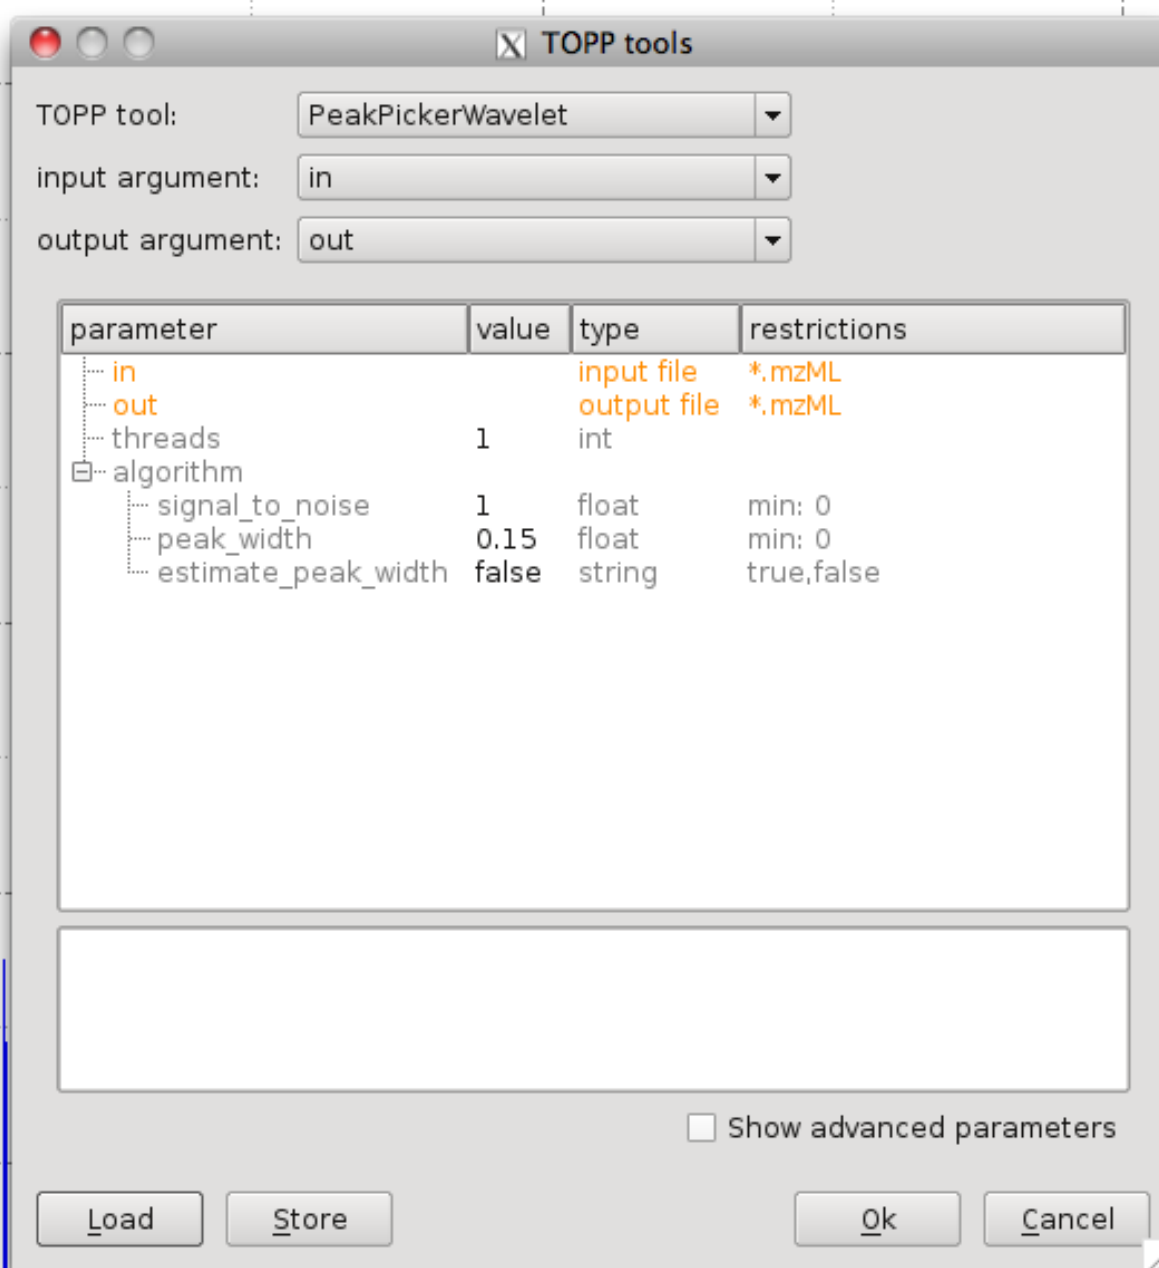 TOPP tools
TOPP tool: PeakPickerWavelet
input argument: in
output argument: out
parameter value type restrictions
in input file *.mzML
out output file *.mzML
threads 1 int
algorithm
signal_to_noise 1 float min: 0
peak_width 0.15 float min: 0
estimate_peak_width false string true,false
Show advanced parameters
Load Store Ok Cancel